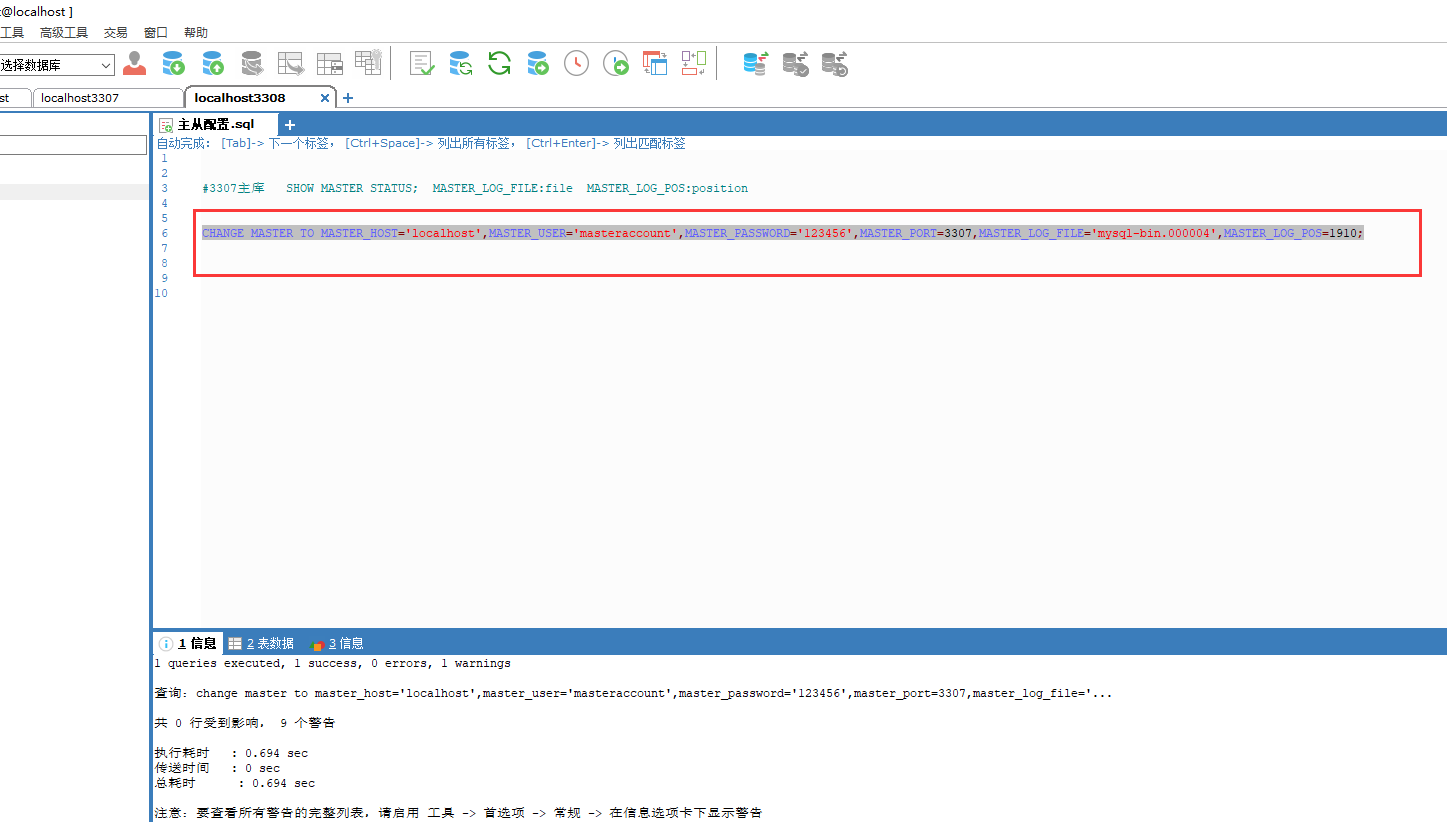 @localhost ]
工具 高级工具 交易 窗口 帮助
选择数据库
st localhost3307 localhost3308
主从配置.sql
自动完成： [Tab]-> 下一个标签， [Ctrl+Space]-> 列出所有标签， [Ctrl+Enter]-> 列出匹配标签
1
2
3 #3307主库 SHOW MASTER STATUS; MASTER_LOG_FILE:file MASTER_LOG_POS:position
4
5
6 CHANGE MASTER TO MASTER_HOST='localhost',MASTER_USER='masteraccount',MASTER_PASSWORD='123456',MASTER_PORT=3307,MASTER_LOG_FILE='mysql-bin.000004',MASTER_LOG_POS=1910;
7
8
9
10
1 信息 2 表数据 3 信息
1 queries executed, 1 success, 0 errors, 1 warnings
查询：change master to master_host='localhost',master_user='masteraccount',master_password='123456',master_port=3307,master_log_file='...
共 0 行受到影响， 9 个警告
执行耗时 : 0.694 sec
传送时间 : 0 sec
总耗时 : 0.694 sec
注意：要查看所有警告的完整列表，请启用 工具 -> 首选项 -> 常规 -> 在信息选项卡下显示警告